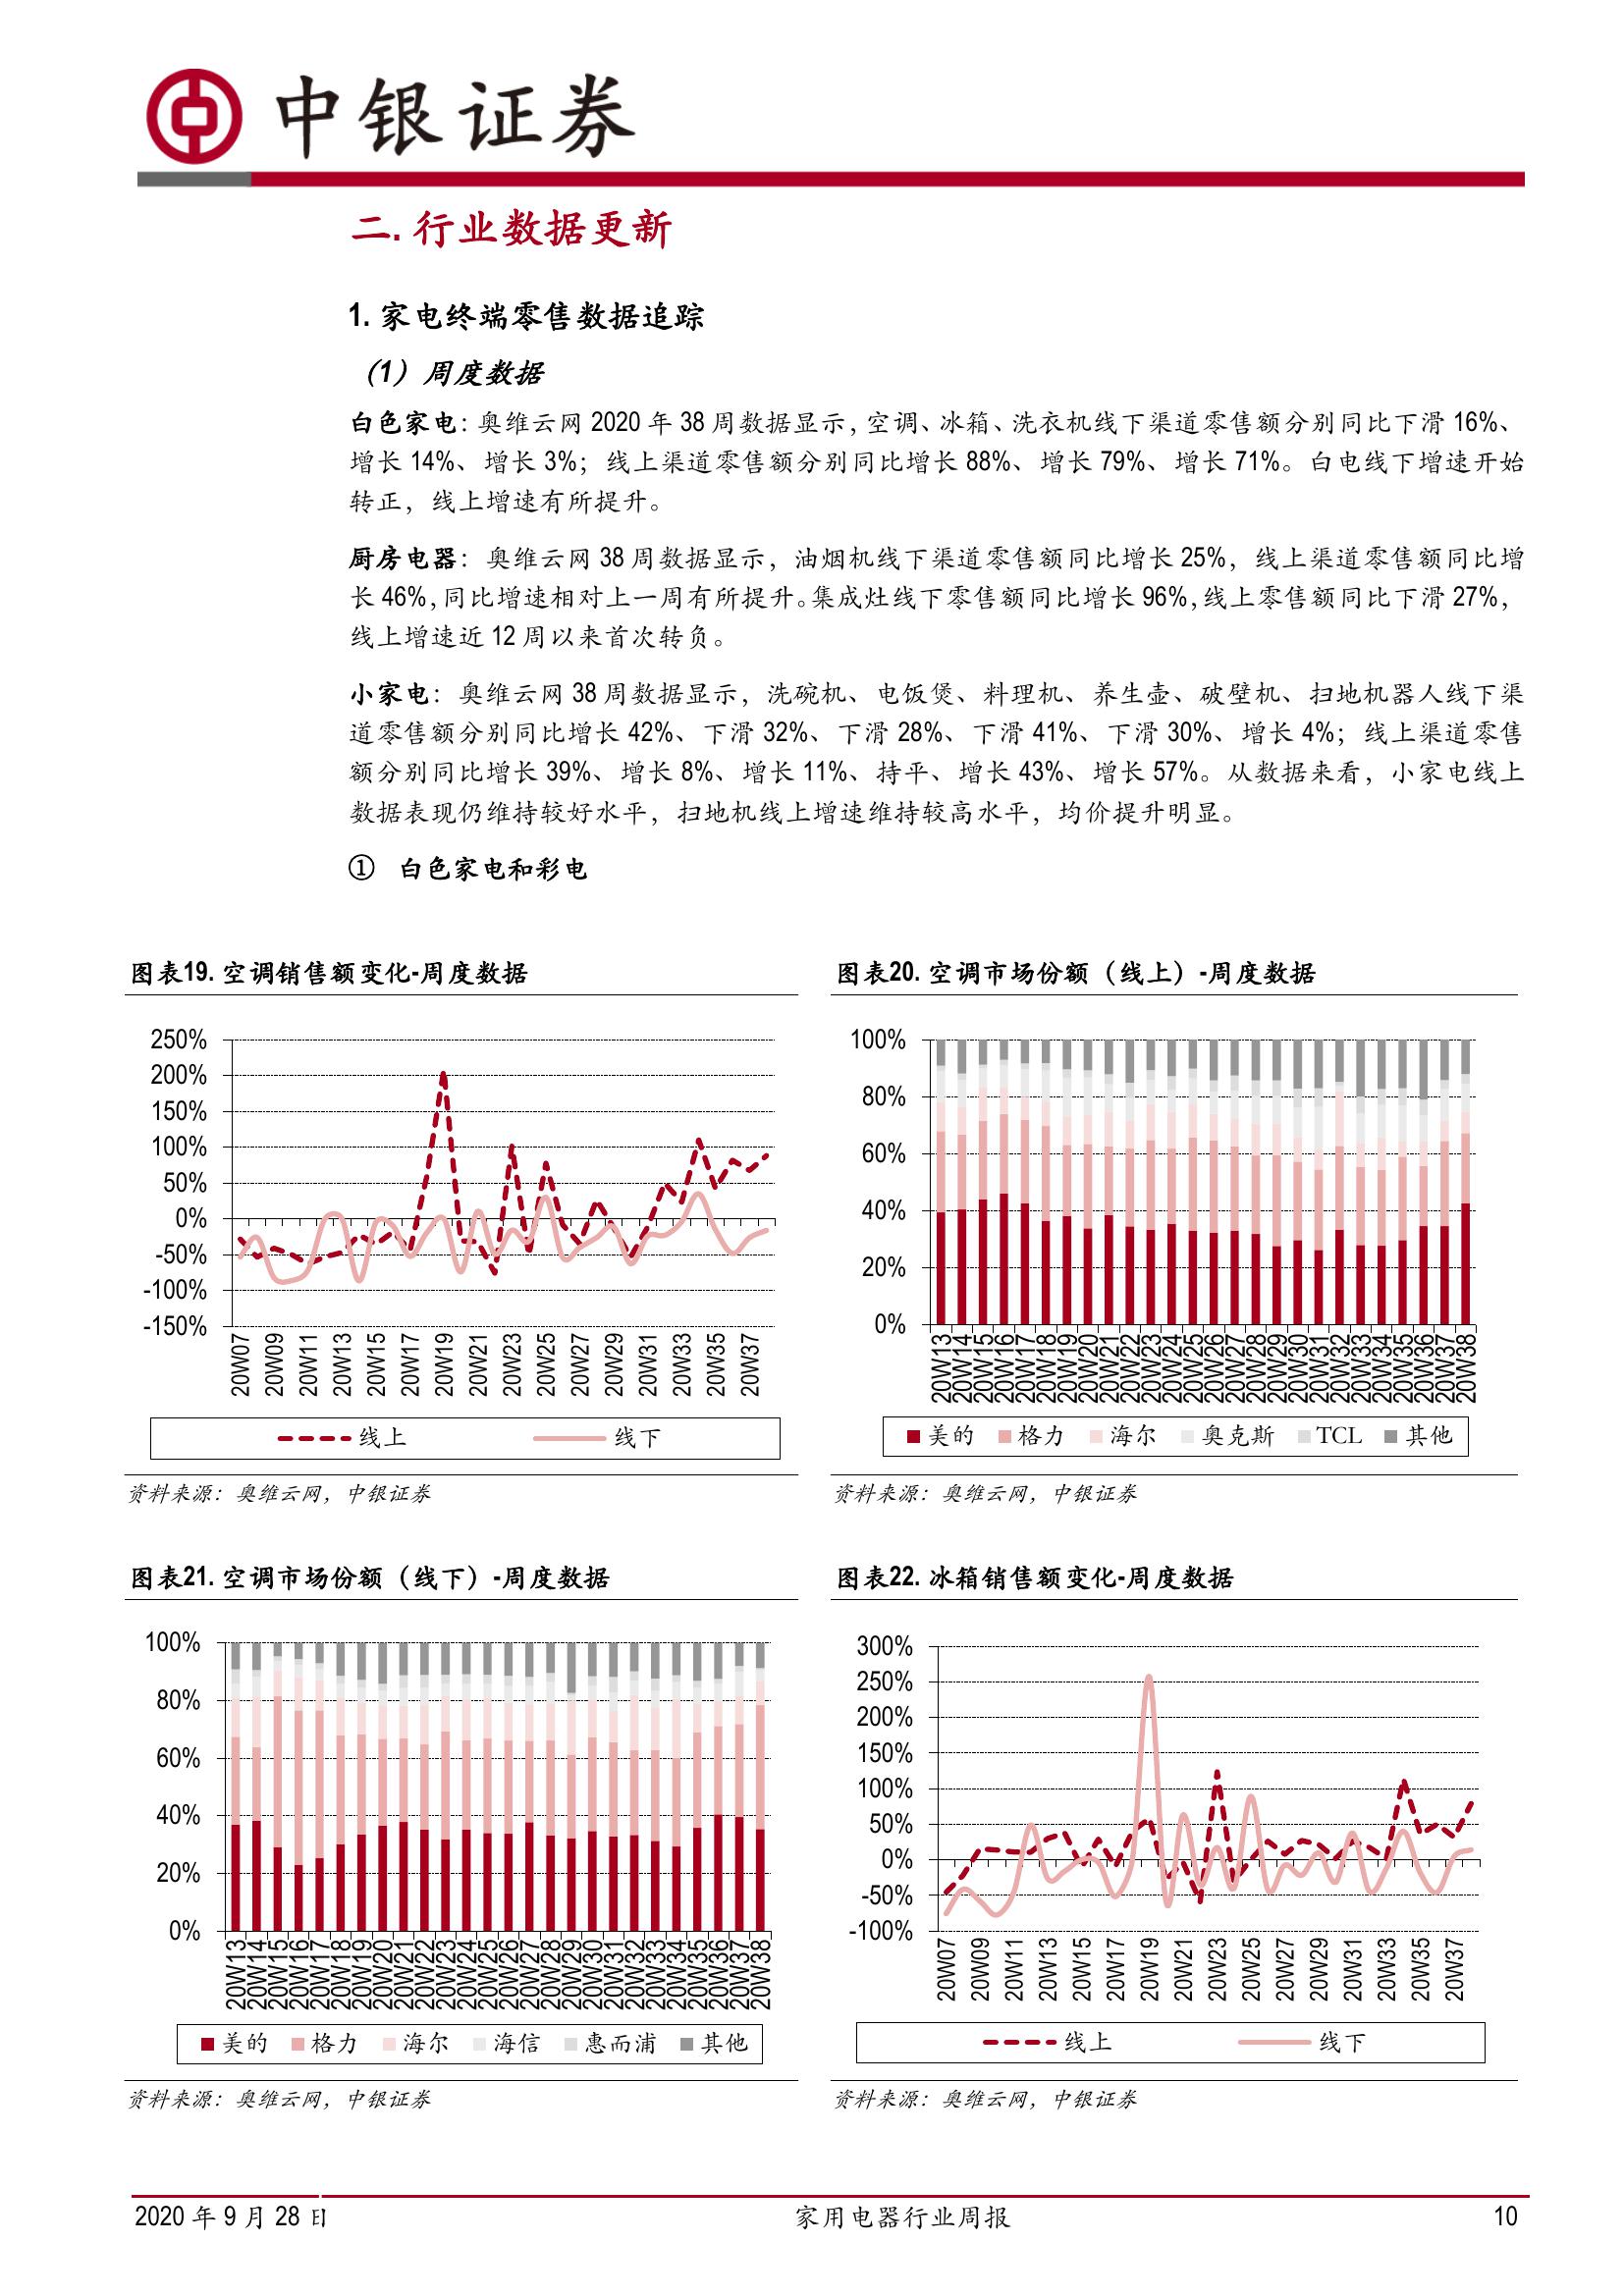 中银证券
二. 行业数据更新
1. 家电终端零售数据追踪
（1）周度数据
白色家电：奥维云网 2020 年 38 周数据显示，空调、冰箱、洗衣机线下渠道零售额分别同比下滑 16%、
增长 14%、增长 3%；线上渠道零售额分别同比增长 88%、增长 79%、增长 71%。白电线下增速开始
转正，线上增速有所提升。
厨房电器：奥维云网 38 周数据显示，油烟机线下渠道零售额同比增长 25%，线上渠道零售额同比增
长 46%，同比增速相对上一周有所提升。集成灶线下零售额同比增长 96%，线上零售额同比下滑 27%，
线上增速近 12 周以来首次转负。
小家电：奥维云网 38 周数据显示，洗碗机、电饭煲、料理机、养生壶、破壁机、扫地机器人线下渠
道零售额分别同比增长 42%、下滑 32%、下滑 28%、下滑 41%、下滑 30%、增长 4%；线上渠道零售
额分别同比增长 39%、增长 8%、增长 11%、持平、增长 43%、增长 57%。从数据来看，小家电线上
数据表现仍维持较好水平，扫地机线上增速维持较高水平，均价提升明显。
① 白色家电和彩电
图表19. 空调销售额变化-周度数据
250%
200%
150%
100%
50%
0%
-50%
-100%
-150%
20W07 20W09 20W11 20W13 20W15 20W17 20W19 20W21 20W23 20W25 20W27 20W29 20W31 20W33 20W35 20W37
线上 线下
资料来源：奥维云网，中银证券
图表20. 空调市场份额（线上）-周度数据
100%
80%
60%
40%
20%
0%
20W13 20W14 20W15 20W16 20W17 20W18 20W19 20W20 20W21 20W22 20W23 20W24 20W25 20W26 20W27 20W28 20W29 20W30 20W31 20W32 20W33 20W34 20W35 20W36 20W37 20W38
美的 格力 海尔 奥克斯 TCL 其他
资料来源：奥维云网，中银证券
图表21. 空调市场份额（线下）-周度数据
100%
80%
60%
40%
20%
0%
20W13 20W14 20W15 20W16 20W17 20W18 20W19 20W20 20W21 20W22 20W23 20W24 20W25 20W26 20W27 20W28 20W29 20W30 20W31 20W32 20W33 20W34 20W35 20W36 20W37 20W38
美的 格力 海尔 海信 惠而浦 其他
资料来源：奥维云网，中银证券
图表22. 冰箱销售额变化-周度数据
300%
250%
200%
150%
100%
50%
0%
-50%
-100%
20W07 20W09 20W11 20W13 20W15 20W17 20W19 20W21 20W23 20W25 20W27 20W29 20W31 20W33 20W35 20W37
线上 线下
资料来源：奥维云网，中银证券
2020 年 9 月 28 日 家用电器行业周报 10